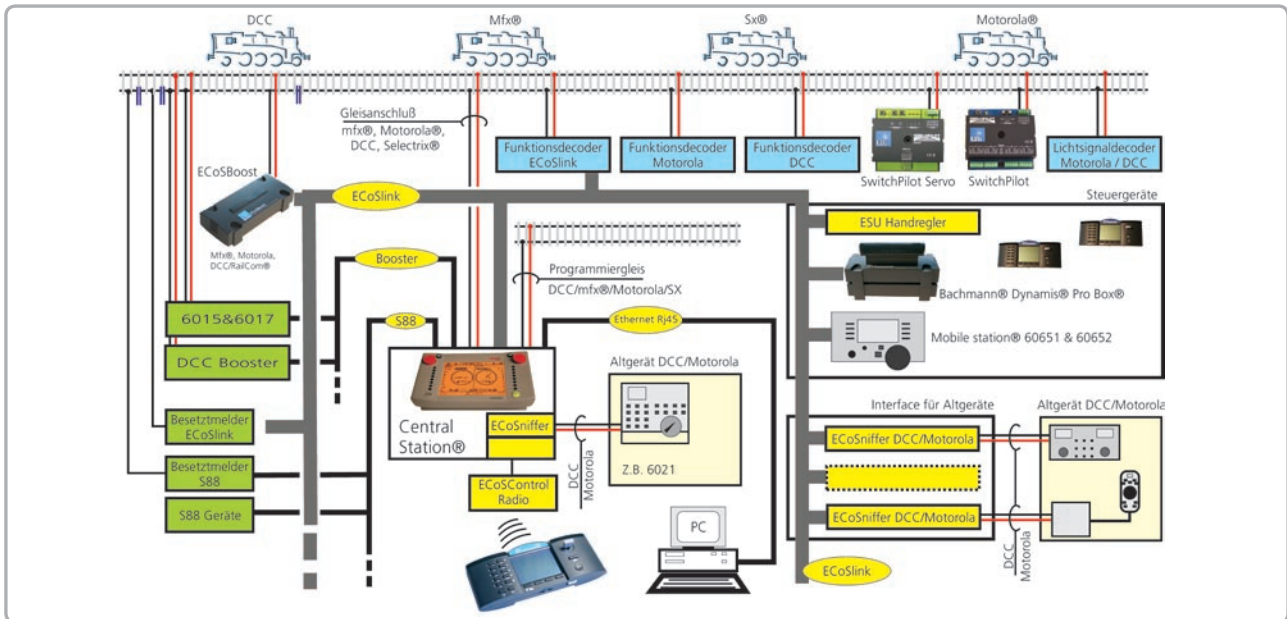 DCC
Mfx®
Sx®
Motorola®
Gleisanschluß
mfx®, Motorola®,
DCC, Selectrix®
Funktionsdecoder
ECoSlink
Funktionsdecoder
Motorola
Funktionsdecoder
DCC
SwitchPilot Servo
SwitchPilot
Lichtsignaldecoder
Motorola / DCC
ECoSBoost
Mfx®, Motorola,
DCC/RailCom®
ECoSlink
Steuergeräte
ESU Handregler
Bachmann® Dynamis® Pro Box®
Mobile station® 60651 & 60652
Booster
Programmiergleis
DCC/mfx®/Motorola/SX
6015&6017
DCC Booster
S88
Ethernet Rj45
Besetztmelder
ECoSlink
Besetztmelder
S88
S88 Geräte
Central
Station®
ECoSniffer
ECoSControl
Radio
DCC
Motorola
Altgerät DCC/Motorola
Z.B. 6021
PC
Interface für Altgeräte
ECoSniffer DCC/Motorola
ECoSniffer DCC/Motorola
DCC
Motorola
DCC
Motorola
Altgerät DCC/Motorola
ECoSlink